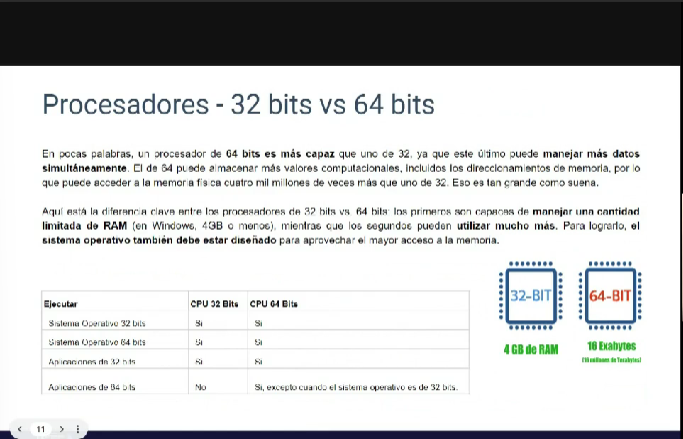 Procesadores - 32 bits vs 64 bits
En pocas palabras, un procesador de 64 bits es más capaz que uno de 32, ya que este último puede manejar más datos
simultáneamente. El de 64 puede almacenar más valores computacionales, incluidos los direccionamientos de memoria, por lo
que puede acceder a la memoria física cuatro mil millones de veces más que uno de 32. Eso es tan grande como suena.
Aquí está la diferencia clave entre los procesadores de 32 bits vs. 64 bits: los primeros son capaces de manejar una cantidad
limitada de RAM (en Windows, 4GB o menos), mientras que los segundos pueden utilizar mucho más. Para lograrlo, el
sistema operativo también debe estar diseñado para aprovechar el mayor acceso a la memoria.
Ejecutar CPU 32 Bits CPU 64 Bits
Sistema Operativo 32 bits Si Si
Sistema Operativo 64 bits Si Si
Aplicaciones de 32 bits Si Si
Aplicaciones de 64 bits No Si, excepto cuando el sistema operativo es de 32 bits.
32-BIT 64-BIT
4 GB de RAM 16 Exabytes
(16 millones de Terabytes)
11